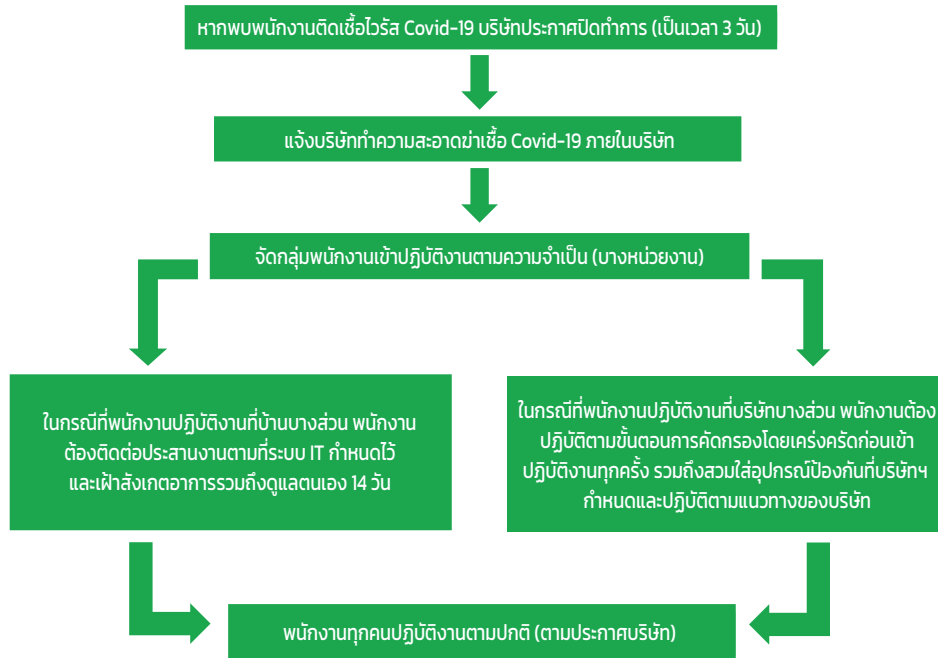 หากพบพนักงานติดเชื้อไวรัส Covid-19 บริษัทประกาศปิดทำการ (เป็นเวลา 3 วัน)
แจ้งบริษัททำความสะอาดฆ่าเชื้อ Covid-19 ภายในบริษัท
จัดกลุ่มพนักงานเข้าปฏิบัติงานตามความจำเป็น (บางหน่วยงาน)
ในกรณีที่พนักงานปฏิบัติงานที่บ้านบางส่วน พนักงาน
ต้องติดต่อประสานงานตามที่ระบบ IT กำหนดไว้
และเฝ้าสังเกตอาการรวมถึงดูแลตนเอง 14 วัน
ในกรณีที่พนักงานปฏิบัติงานที่บริษัทบางส่วน พนักงานต้อง
ปฏิบัติตามขั้นตอนการคัดกรองโดยเคร่งครัดก่อนเข้า
ปฏิบัติงานทุกครั้ง รวมถึงสวมใส่อุปกรณ์ป้องกันที่บริษัทฯ
กำหนดและปฏิบัติตามแนวทางของบริษัท
พนักงานทุกคนปฏิบัติงานตามปกติ (ตามประกาศบริษัท)